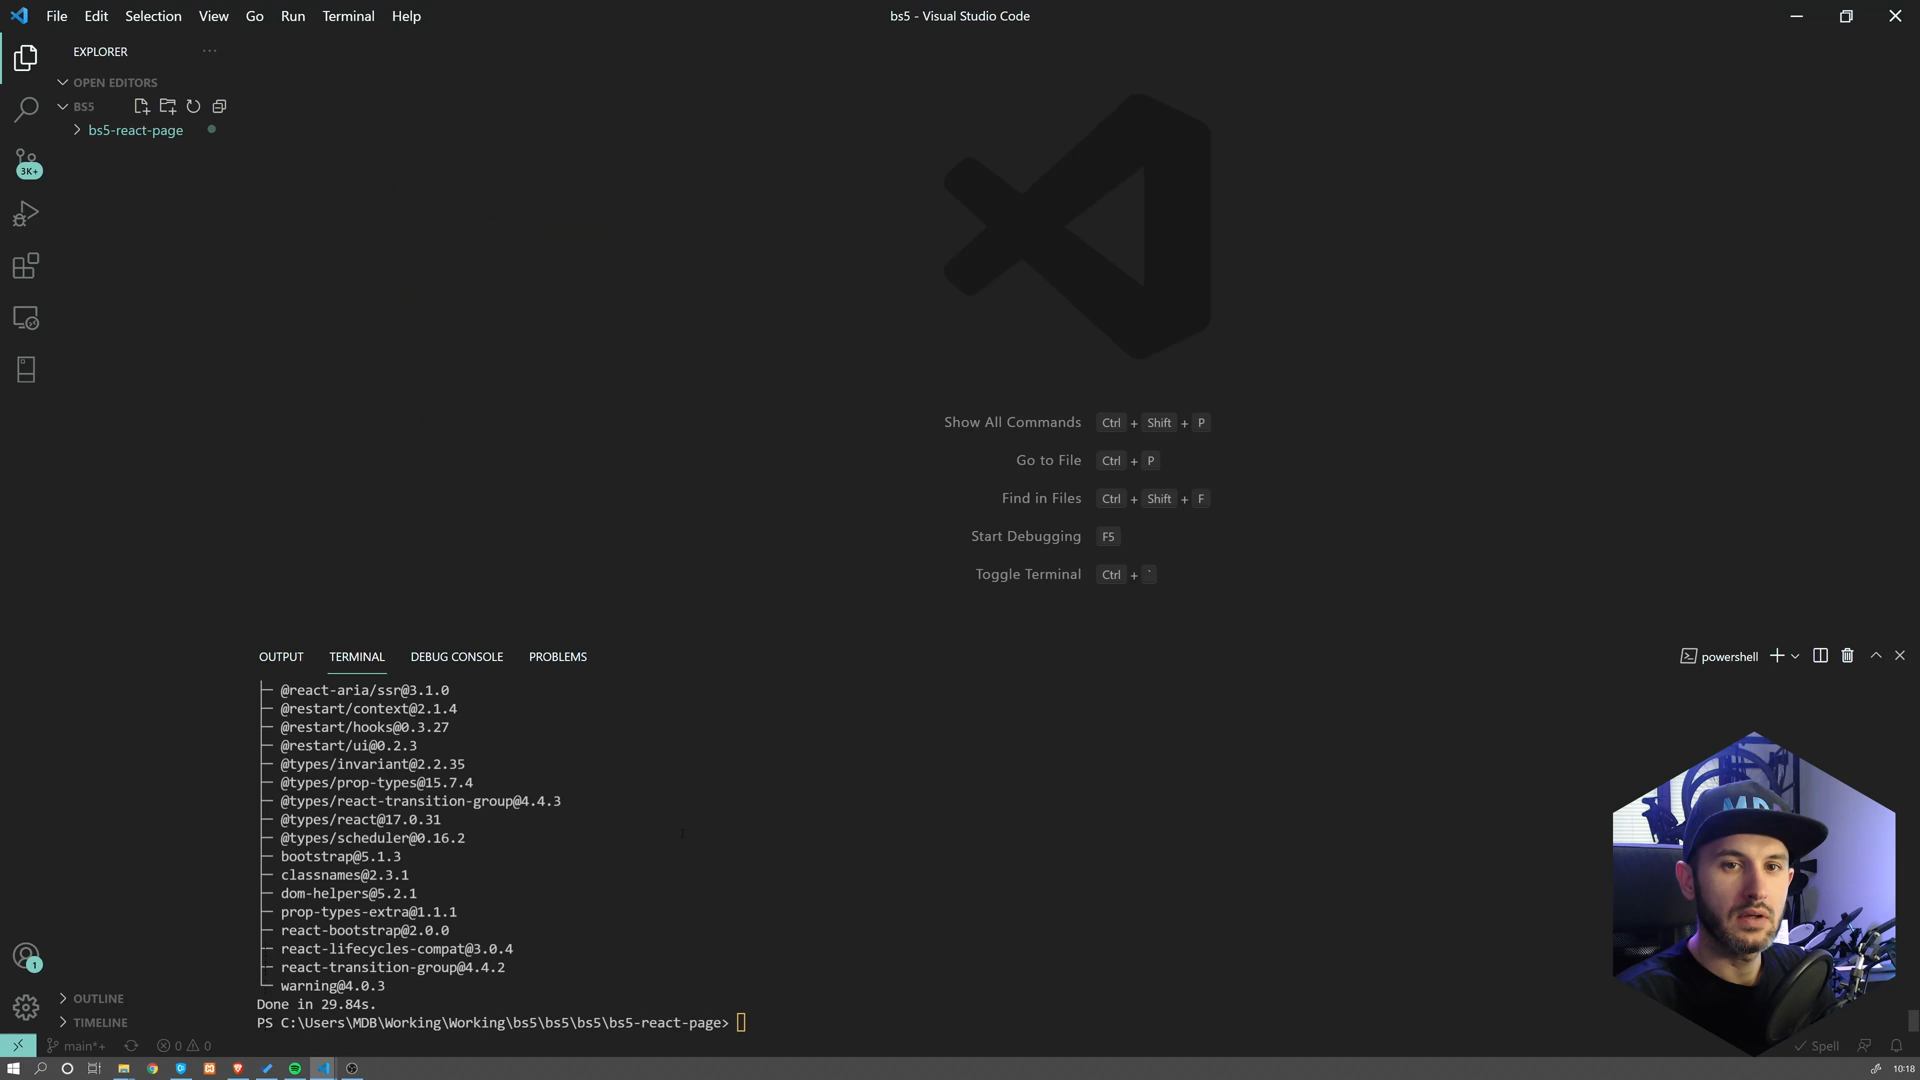 File Edit Selection View Go Run Terminal Help
bs5 - Visual Studio Code
EXPLORER
OPEN EDITORS
BS5
bs5-react-page
3K+
Show All Commands Ctrl + Shift + P
Go to File Ctrl + P
Find in Files Ctrl + Shift + F
Start Debugging F5
Toggle Terminal Ctrl + `
OUTPUT TERMINAL DEBUG CONSOLE PROBLEMS
powershell
├─ @react-aria/ssr@3.1.0
├─ @restart/context@2.1.4
├─ @restart/hooks@0.3.27
├─ @restart/ui@0.2.3
├─ @types/invariant@2.2.35
├─ @types/prop-types@15.7.4
├─ @types/react-transition-group@4.4.3
├─ @types/react@17.0.31
├─ @types/scheduler@0.16.2
├─ bootstrap@5.1.3
├─ classnames@2.3.1
├─ dom-helpers@5.2.1
├─ prop-types-extra@1.1.1
├─ react-bootstrap@2.0.0
├─ react-lifecycles-compat@3.0.4
├─ react-transition-group@4.4.2
└─ warning@4.0.3
Done in 29.84s.
PS C:\Users\MDB\Working\Working\bs5\bs5\bs5\bs5-react-page>
1
OUTLINE
TIMELINE
main*+ 0 0
Spell
10:18